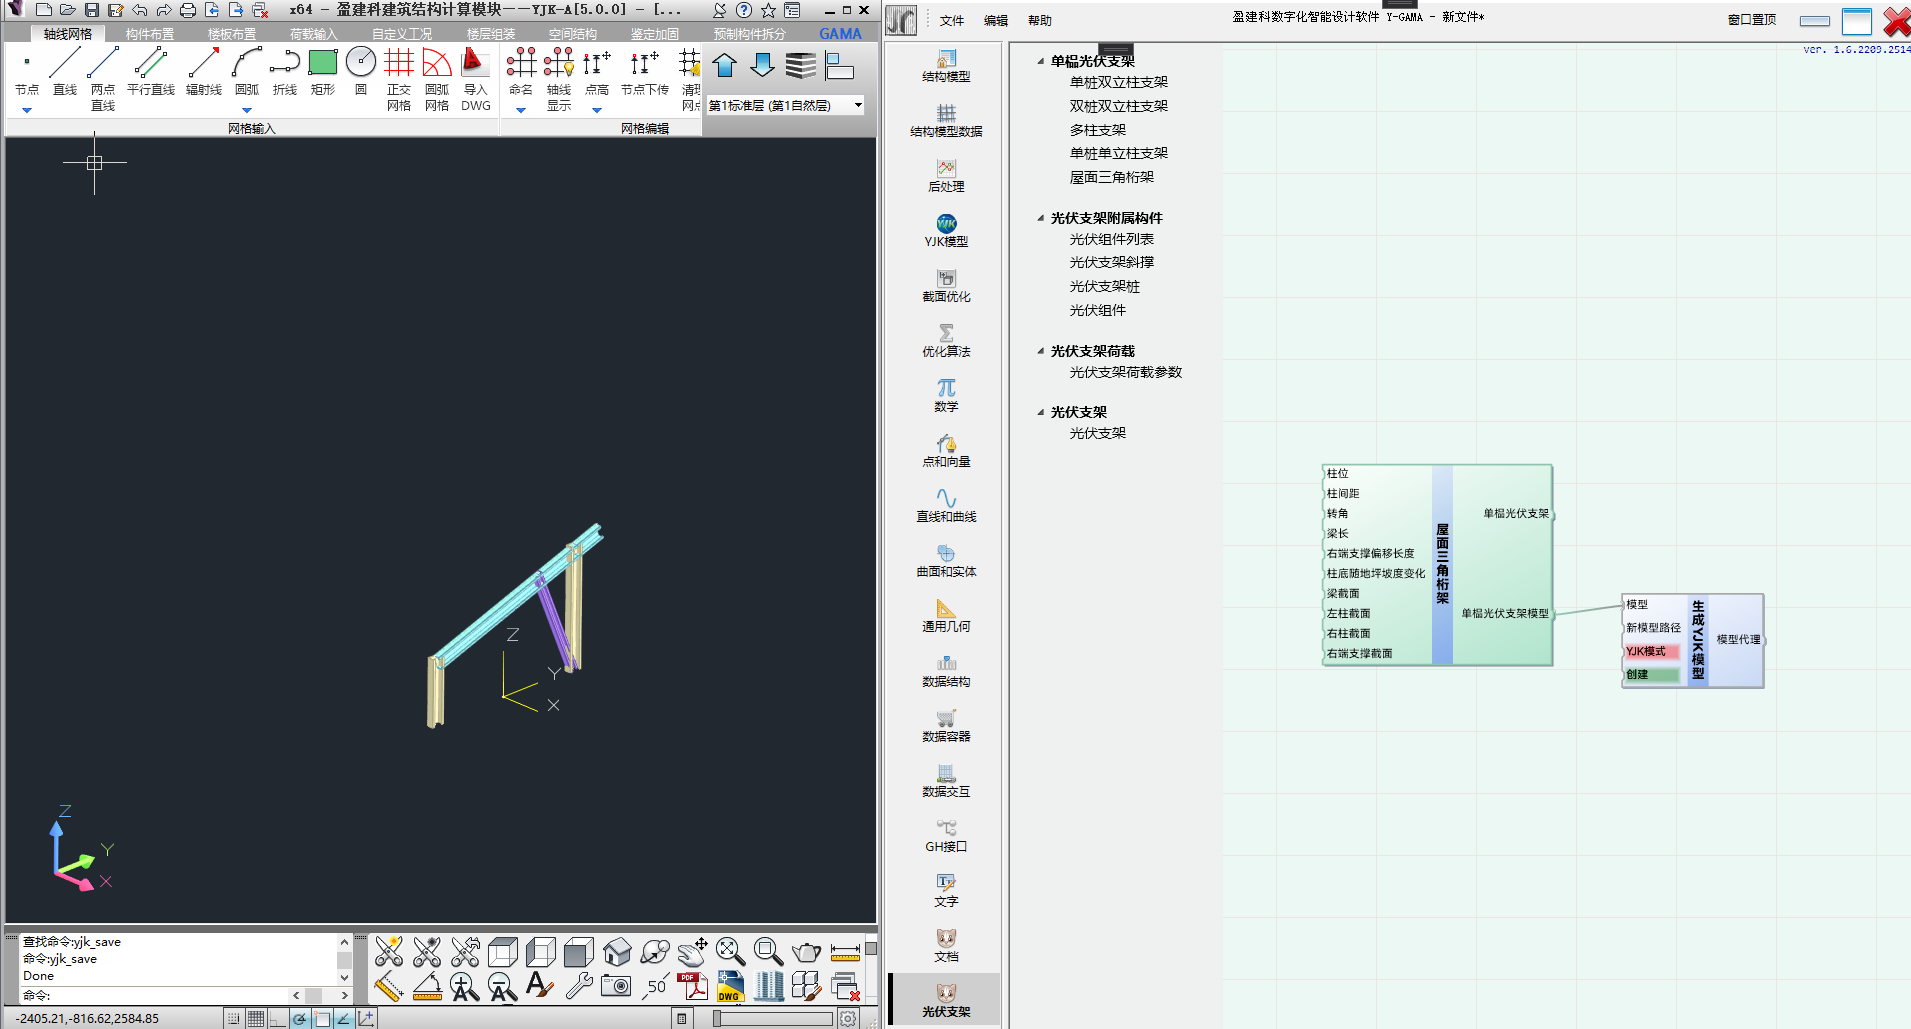 x64 - 盈建科建筑结构计算模块——YJK-A[5.0.0] - [...
轴线网格 构件布置 楼板布置 荷载输入 自定义工况 楼层组装 空间结构 鉴定加固 预制构件拆分 GAMA
节点 直线 两点直线 平行直线 辐射线 圆弧 折线 矩形 圆 正交网格 圆弧网格 导入DWG 命名 轴线显示 点高 节点下传
第1标准层 (第1自然层)
网格输入 网格编辑
Z
Y
X
Z
Y
X
查找命令:yjk_save
命令:yjk_save
Done
命令:
.50
PDF
DWG
-2405.21,-816.62,2584.85
文件 编辑 帮助
盈建科数字化智能设计软件 Y-GAMA - 新文件*
窗口置顶
ver. 1.6.2209.2514
结构模型
结构模型数据
后处理
YJK模型
截面优化
优化算法
数学
点和向量
直线和曲线
曲面和实体
通用几何
数据结构
数据容器
数据交互
GH接口
文字
文档
光伏支架
单榀光伏支架
单桩双立柱支架
双桩双立柱支架
多柱支架
单桩单立柱支架
屋面三角桁架
光伏支架附属构件
光伏组件列表
光伏支架斜撑
光伏支架桩
光伏组件
光伏支架荷载
光伏支架荷载参数
光伏支架
光伏支架
柱位
柱间距
转角
梁长
右端支撑偏移长度
柱底随地坪坡度变化
梁截面
左柱截面
右柱截面
右端支撑截面
屋面三角桁架
单榀光伏支架
单榀光伏支架模型
模型
新模型路径
YJK模式
创建
生成YJK模型
模型代理